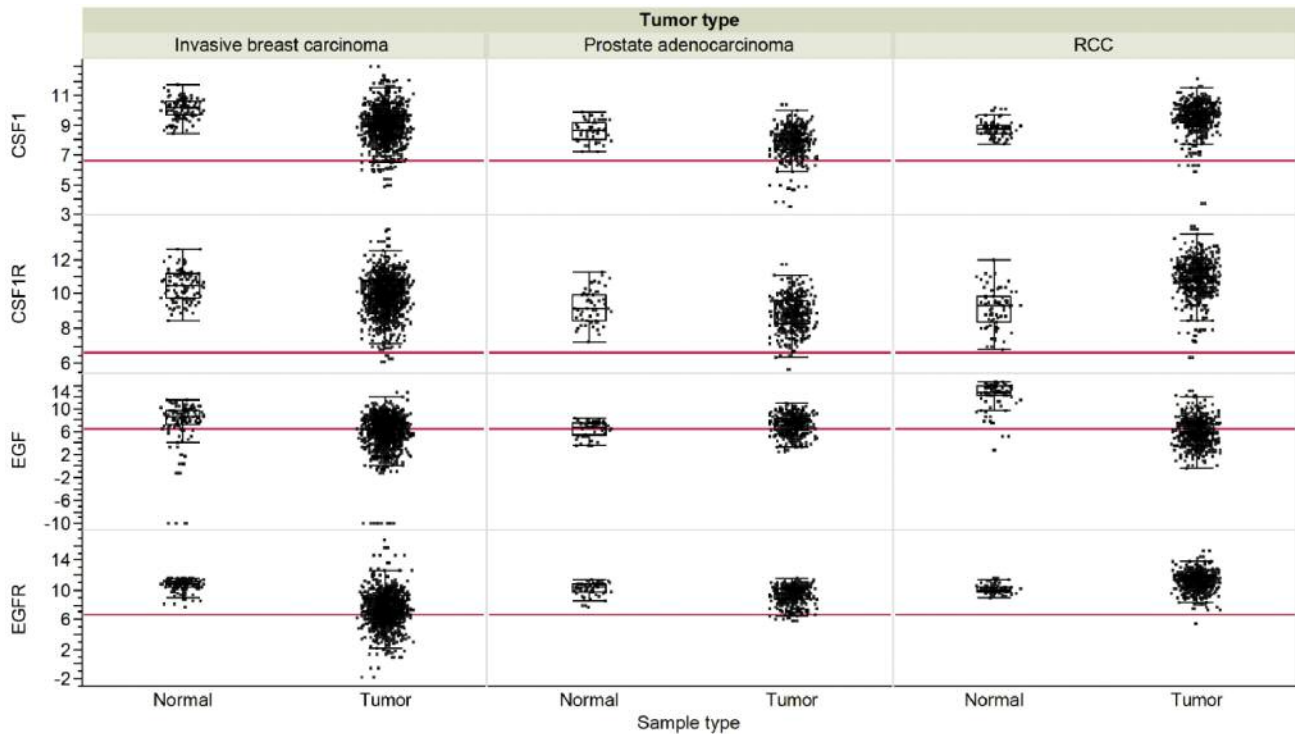 Tumor type
Invasive breast carcinoma Prostate adenocarcinoma RCC
CSF1
11
9
7
5
3
CSF1R
12
10
8
6
EGF
14
10
6
2
-2
-6
-10
EGFR
14
10
6
2
-2
Normal Tumor Normal Tumor Normal Tumor
Sample type